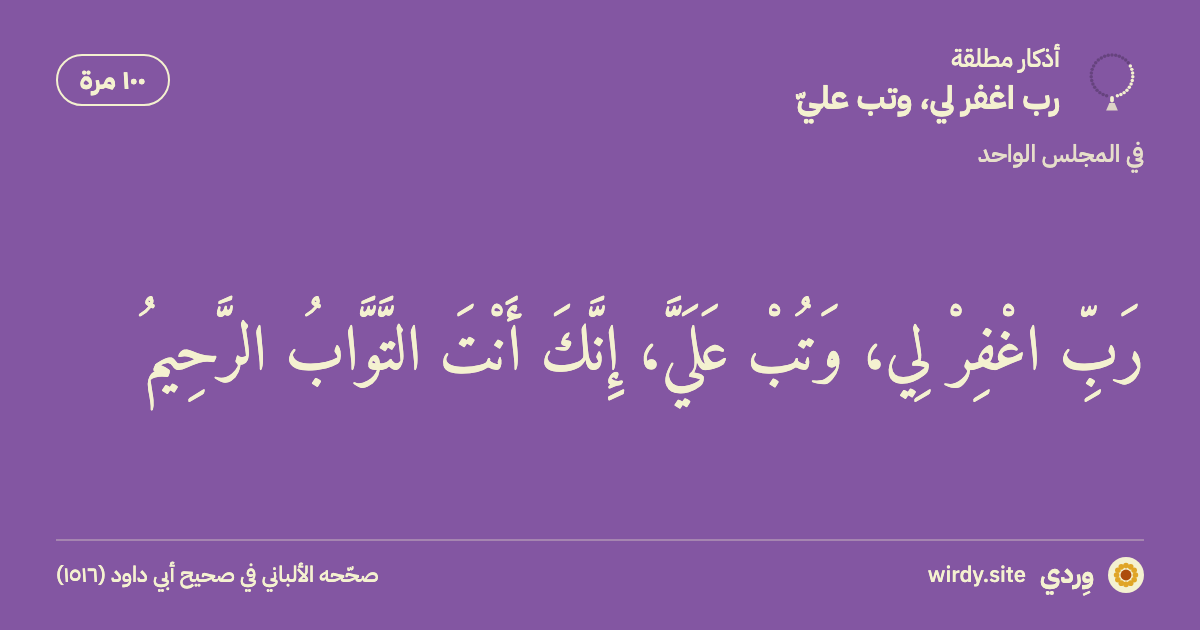 أذكار مطلقة
رب اغفر لي، وتب عليّ
١٠٠ مرة
في المجلس الواحد
رَبِّ اغْفِرْ لِي، وَتُبْ عَلَيَّ، إِنَّكَ أَنْتَ التَّوَّابُ الرَّحِيمُ
وِردي wirdy.site
صحّحه الألباني في صحيح أبي داود (١٥١٦)